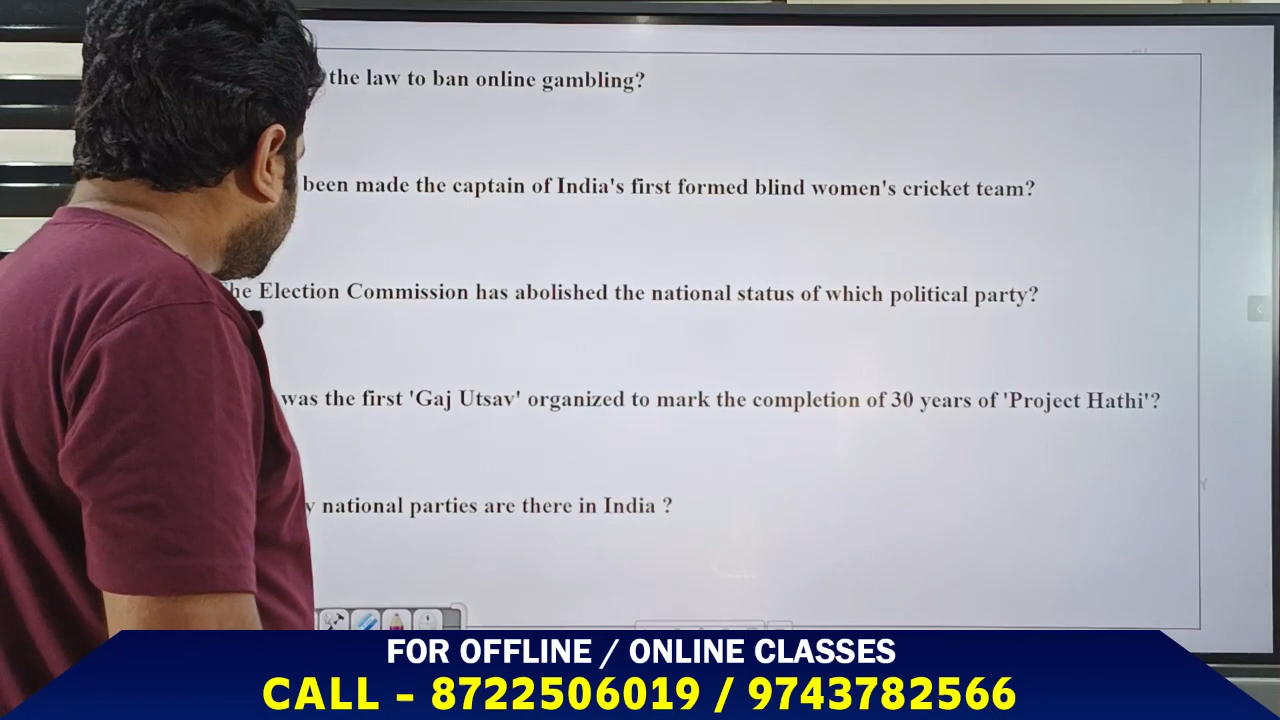 the law to ban online gambling?
been made the captain of India's first formed blind women's cricket team?
he Election Commission has abolished the national status of which political party?
was the first 'Gaj Utsav' organized to mark the completion of 30 years of 'Project Hathi'?
national parties are there in India ?
FOR OFFLINE / ONLINE CLASSES
CALL – 8722506019 / 9743782566